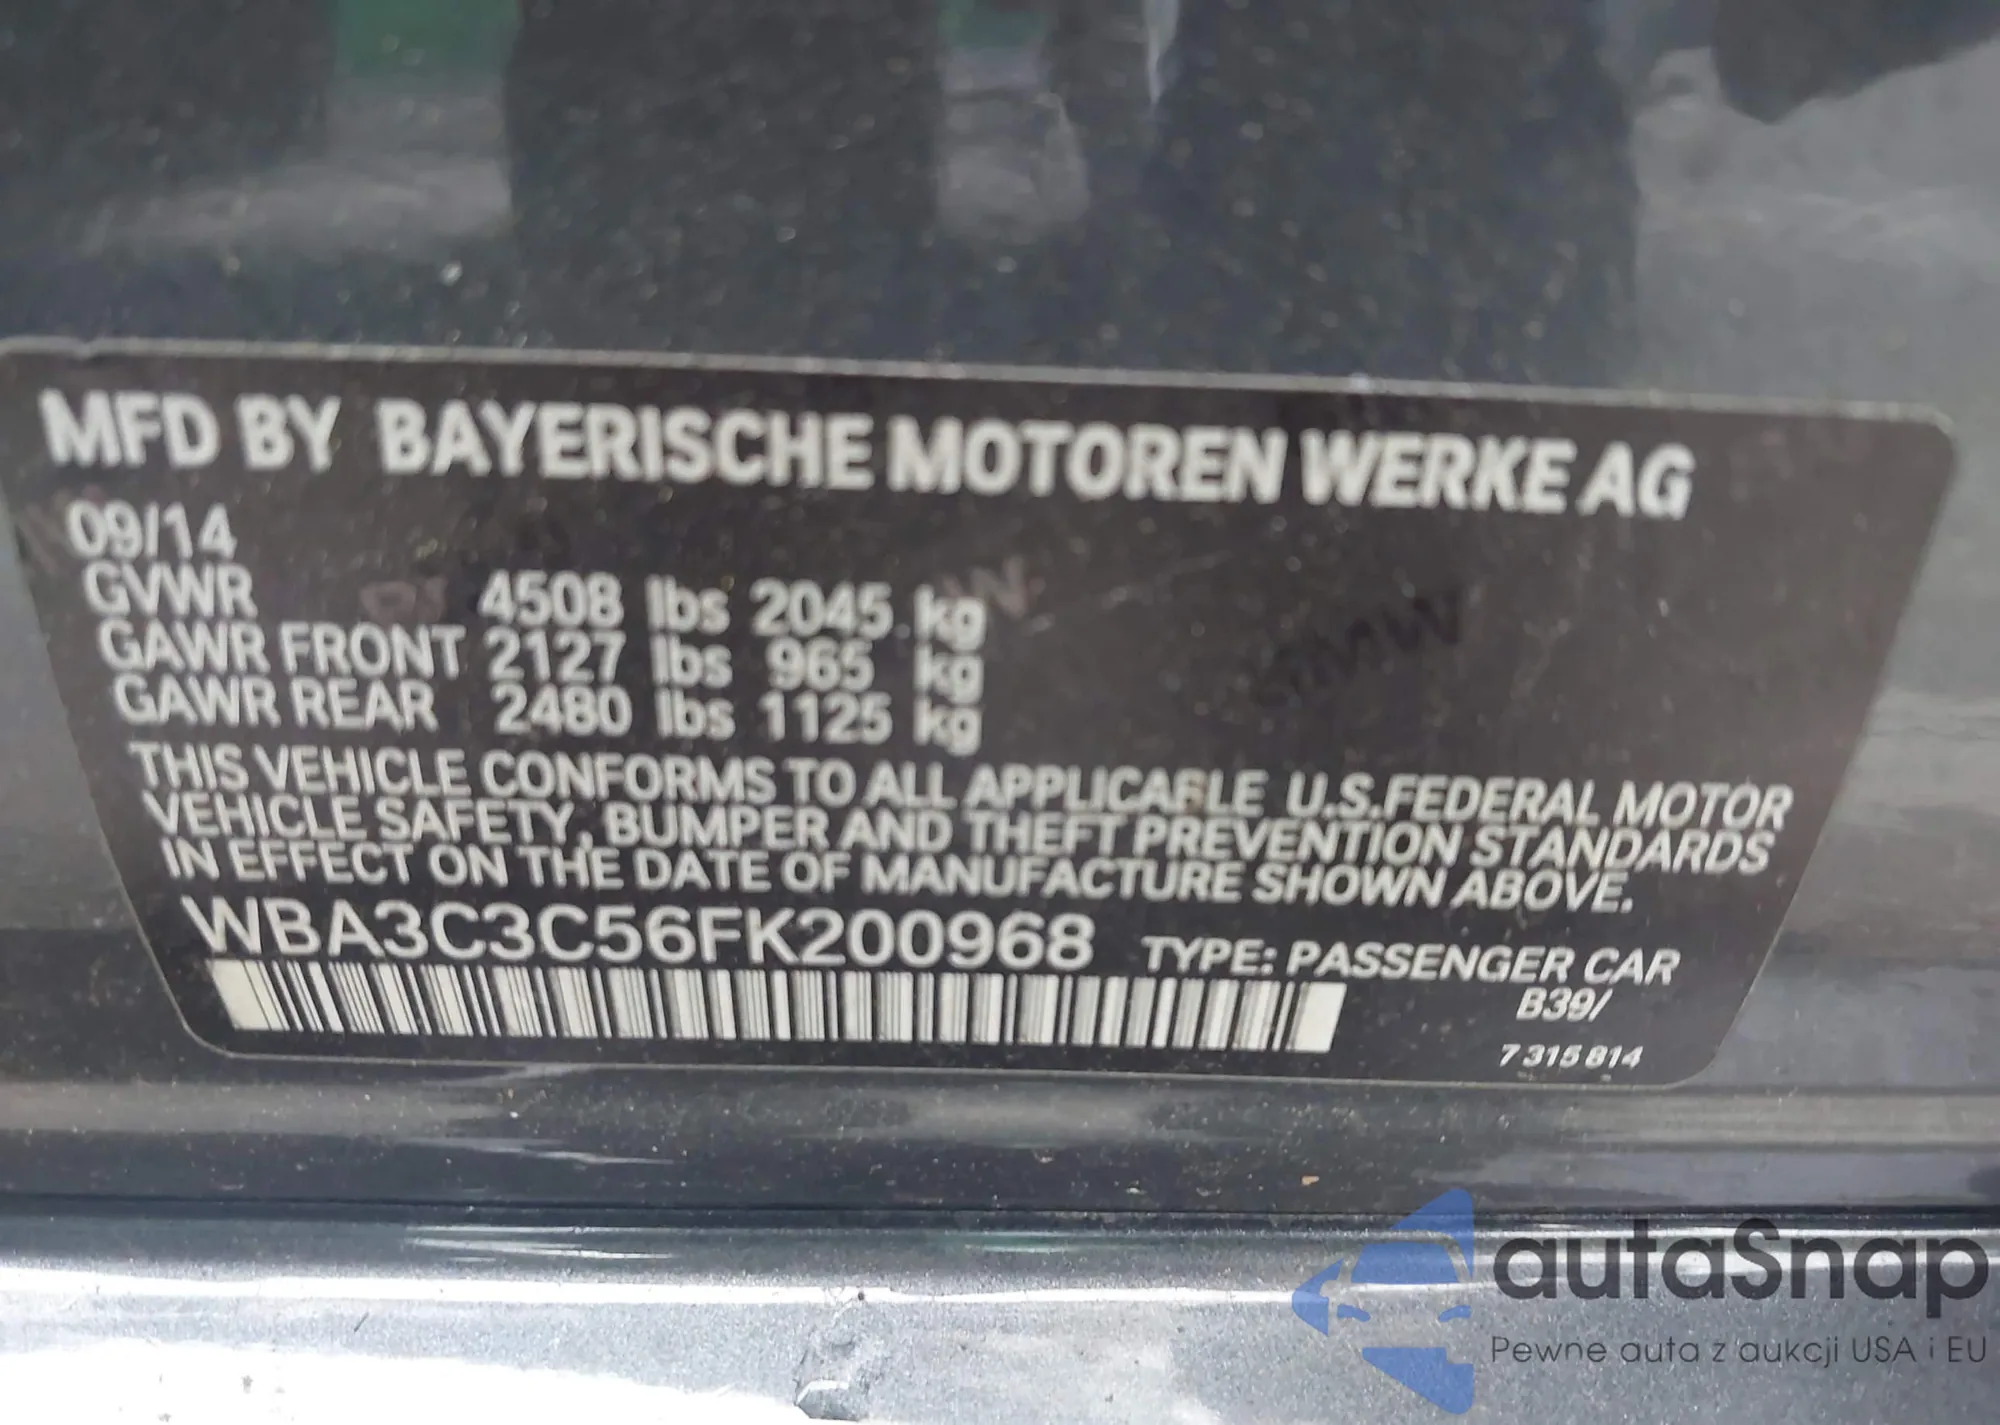 MFD BY BAYERISCHE MOTOREN WERKE AG
09/14
GVWR 4508 lbs 2045 kg
GAWR FRONT 2127 lbs 965 kg
GAWR REAR 2480 lbs 1125 kg
THIS VEHICLE CONFORMS TO ALL APPLICABLE U.S.FEDERAL MOTOR
VEHICLE SAFETY, BUMPER AND THEFT PREVENTION STANDARDS
IN EFFECT ON THE DATE OF MANUFACTURE SHOWN ABOVE.
WBA3C3C56FK200968 TYPE: PASSENGER CAR
B39/
7 315 814
autaSnap
Pewne auta z aukcji USA i EU